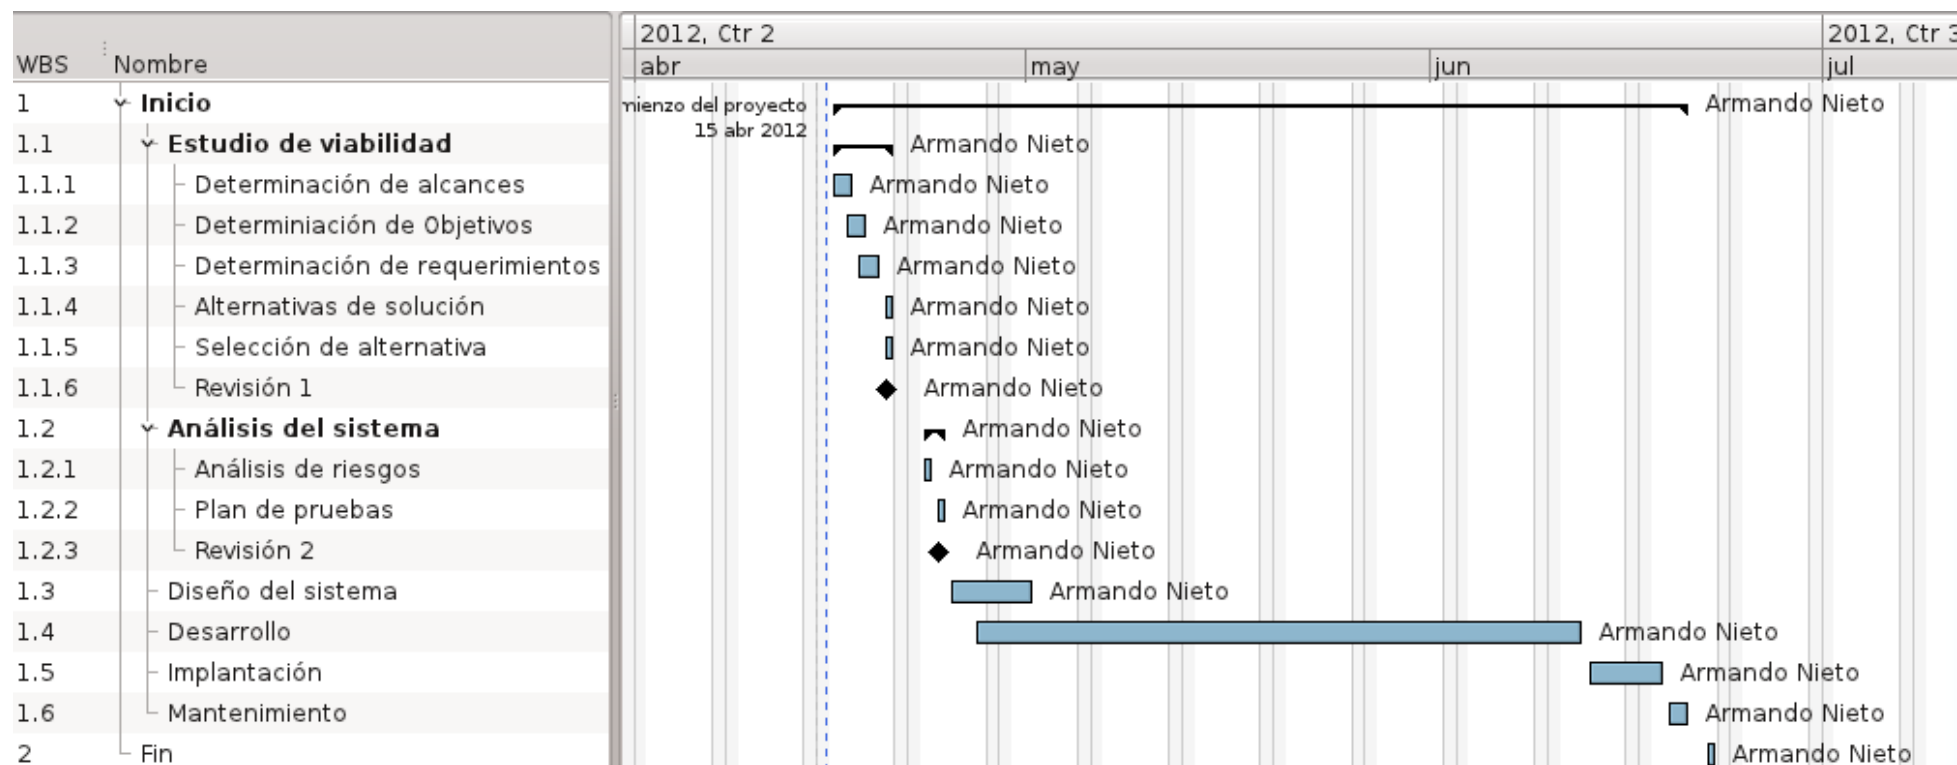 2012, Ctr 2
2012, Ctr 3
WBS Nombre
abr may jun jul
1 Inicio Armando Nieto
mienzo del proyecto
15 abr 2012
1.1 Estudio de viabilidad Armando Nieto
1.1.1 Determinación de alcances Armando Nieto
1.1.2 Determiniación de Objetivos Armando Nieto
1.1.3 Determinación de requerimientos Armando Nieto
1.1.4 Alternativas de solución Armando Nieto
1.1.5 Selección de alternativa Armando Nieto
1.1.6 Revisión 1 Armando Nieto
1.2 Análisis del sistema Armando Nieto
1.2.1 Análisis de riesgos Armando Nieto
1.2.2 Plan de pruebas Armando Nieto
1.2.3 Revisión 2 Armando Nieto
1.3 Diseño del sistema Armando Nieto
1.4 Desarrollo Armando Nieto
1.5 Implantación Armando Nieto
1.6 Mantenimiento Armando Nieto
2 Fin Armando Nieto